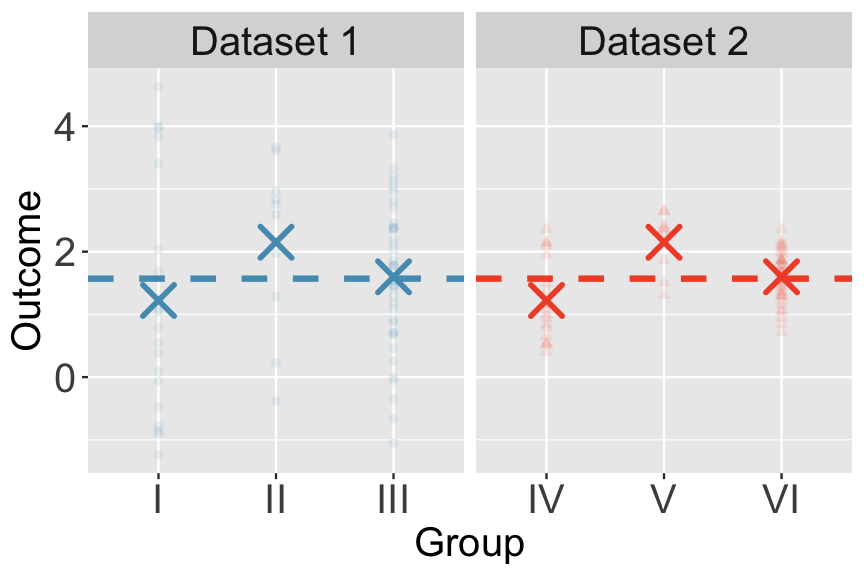 Dataset 1
Dataset 2
Outcome
4
2
0
I
II
III
IV
V
VI
Group